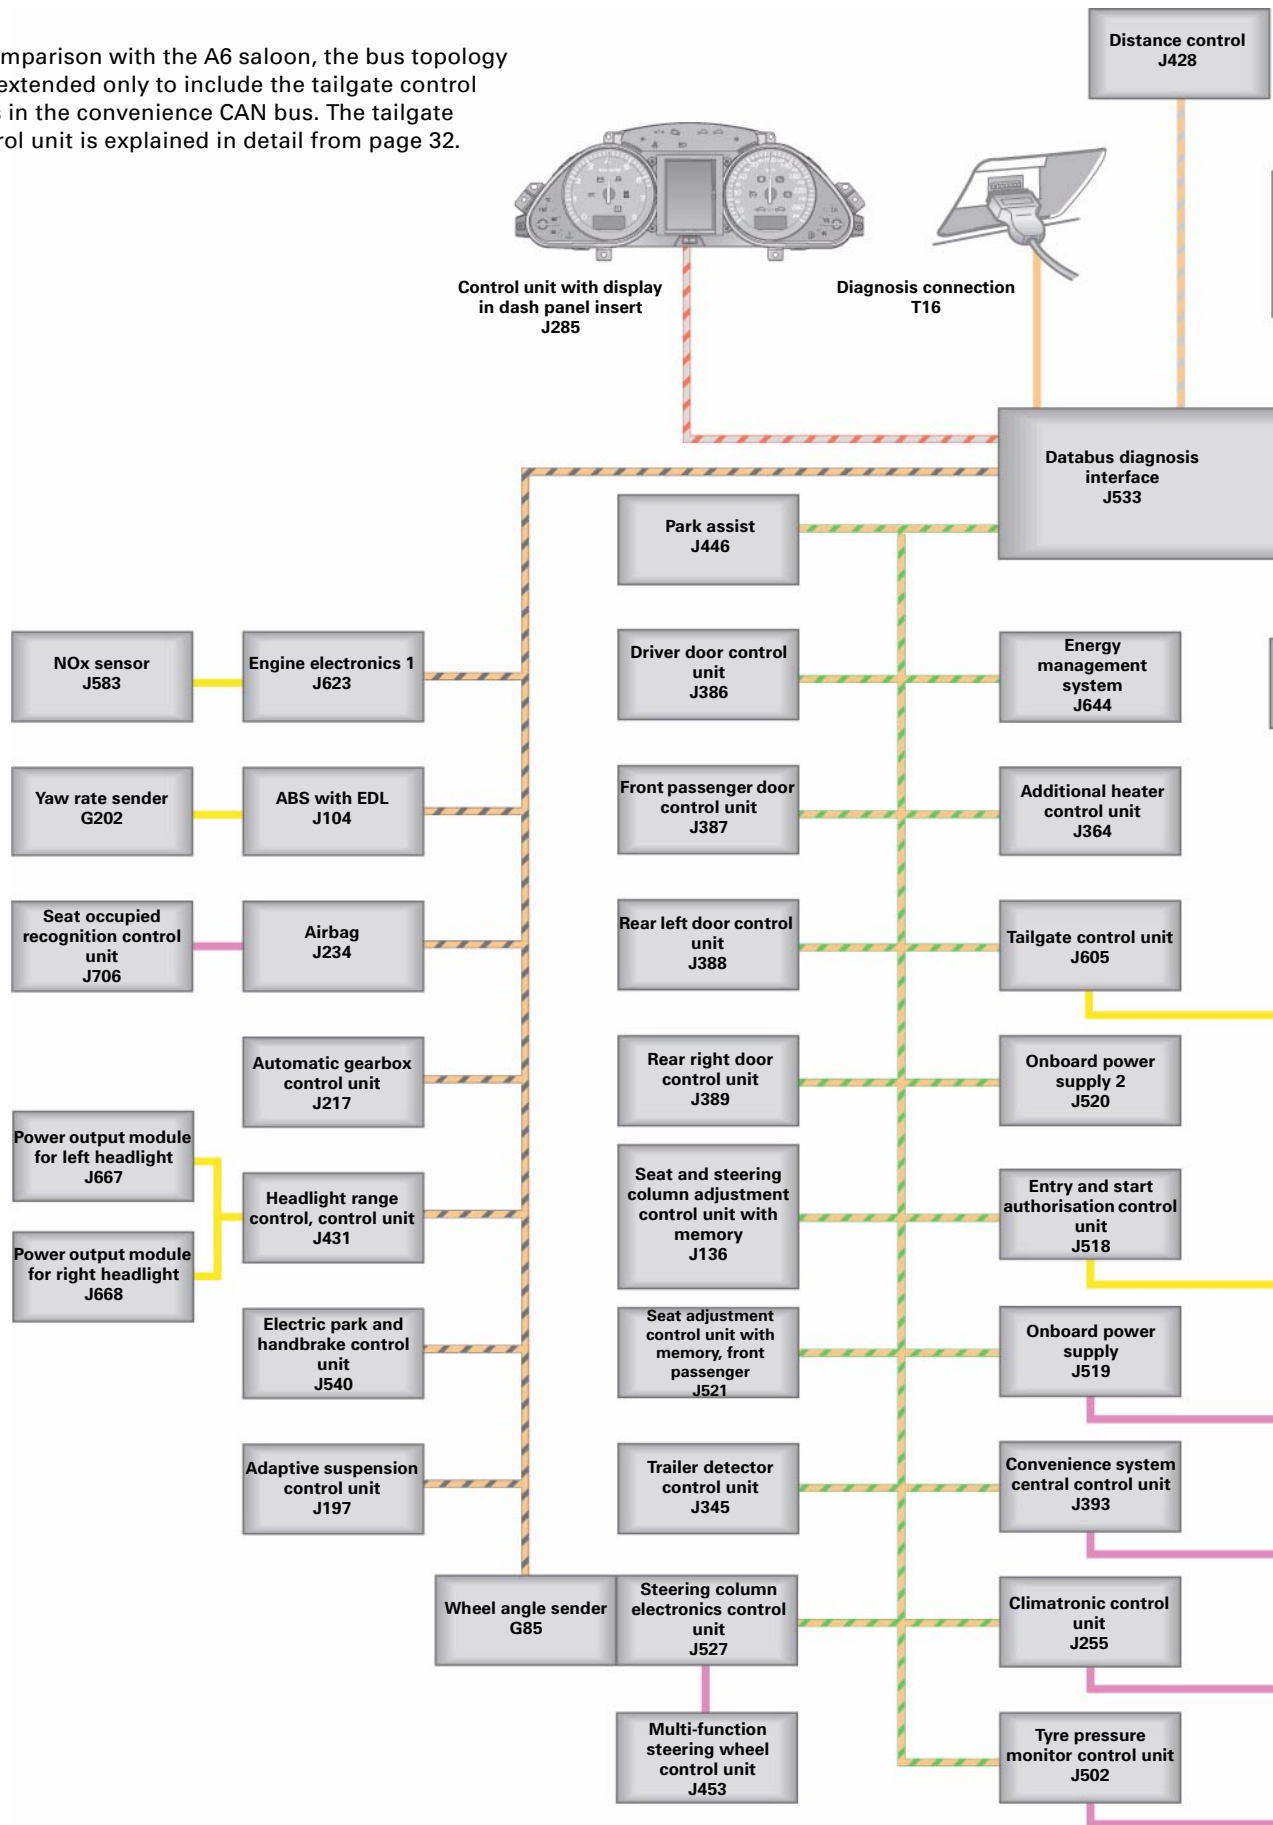 mparison with the A6 saloon, the bus topology
extended only to include the tailgate control
s in the convenience CAN bus. The tailgate
rol unit is explained in detail from page 32.
Distance control
J428
Control unit with display
in dash panel insert
J285
Diagnosis connection
T16
Databus diagnosis
interface
J533
Park assist
J446
NOx sensor
J583
Engine electronics 1
J623
Driver door control
unit
J386
Energy
management
system
J644
Yaw rate sender
G202
ABS with EDL
J104
Front passenger door
control unit
J387
Additional heater
control unit
J364
Seat occupied
recognition control
unit
J706
Airbag
J234
Rear left door control
unit
J388
Tailgate control unit
J605
Automatic gearbox
control unit
J217
Rear right door
control unit
J389
Onboard power
supply 2
J520
Power output module
for left headlight
J667
Headlight range
control, control unit
J431
Seat and steering
column adjustment
control unit with
memory
J136
Entry and start
authorisation control
unit
J518
Power output module
for right headlight
J668
Electric park and
handbrake control
unit
J540
Seat adjustment
control unit with
memory, front
passenger
J521
Onboard power
supply
J519
Adaptive suspension
control unit
J197
Trailer detector
control unit
J345
Convenience system
central control unit
J393
Wheel angle sender
G85
Steering column
electronics control
unit
J527
Climatronic control
unit
J255
Multi-function
steering wheel
control unit
J453
Tyre pressure
monitor control unit
J502